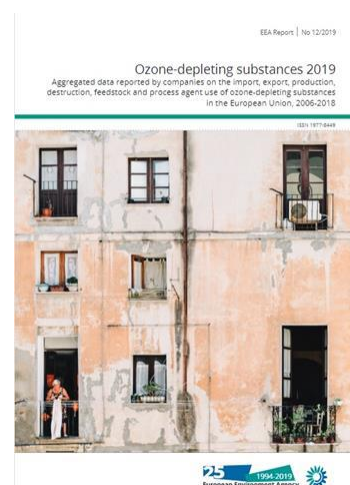 EEA Report | No 12/2019
Ozone-depleting substances 2019
Aggregated data reported by companies on the import, export, production,
destruction, feedstock and process agent use of ozone-depleting substances
in the European Union, 2006-2018
ISSN 1977-8449
25 1994-2019
European Environment Agency